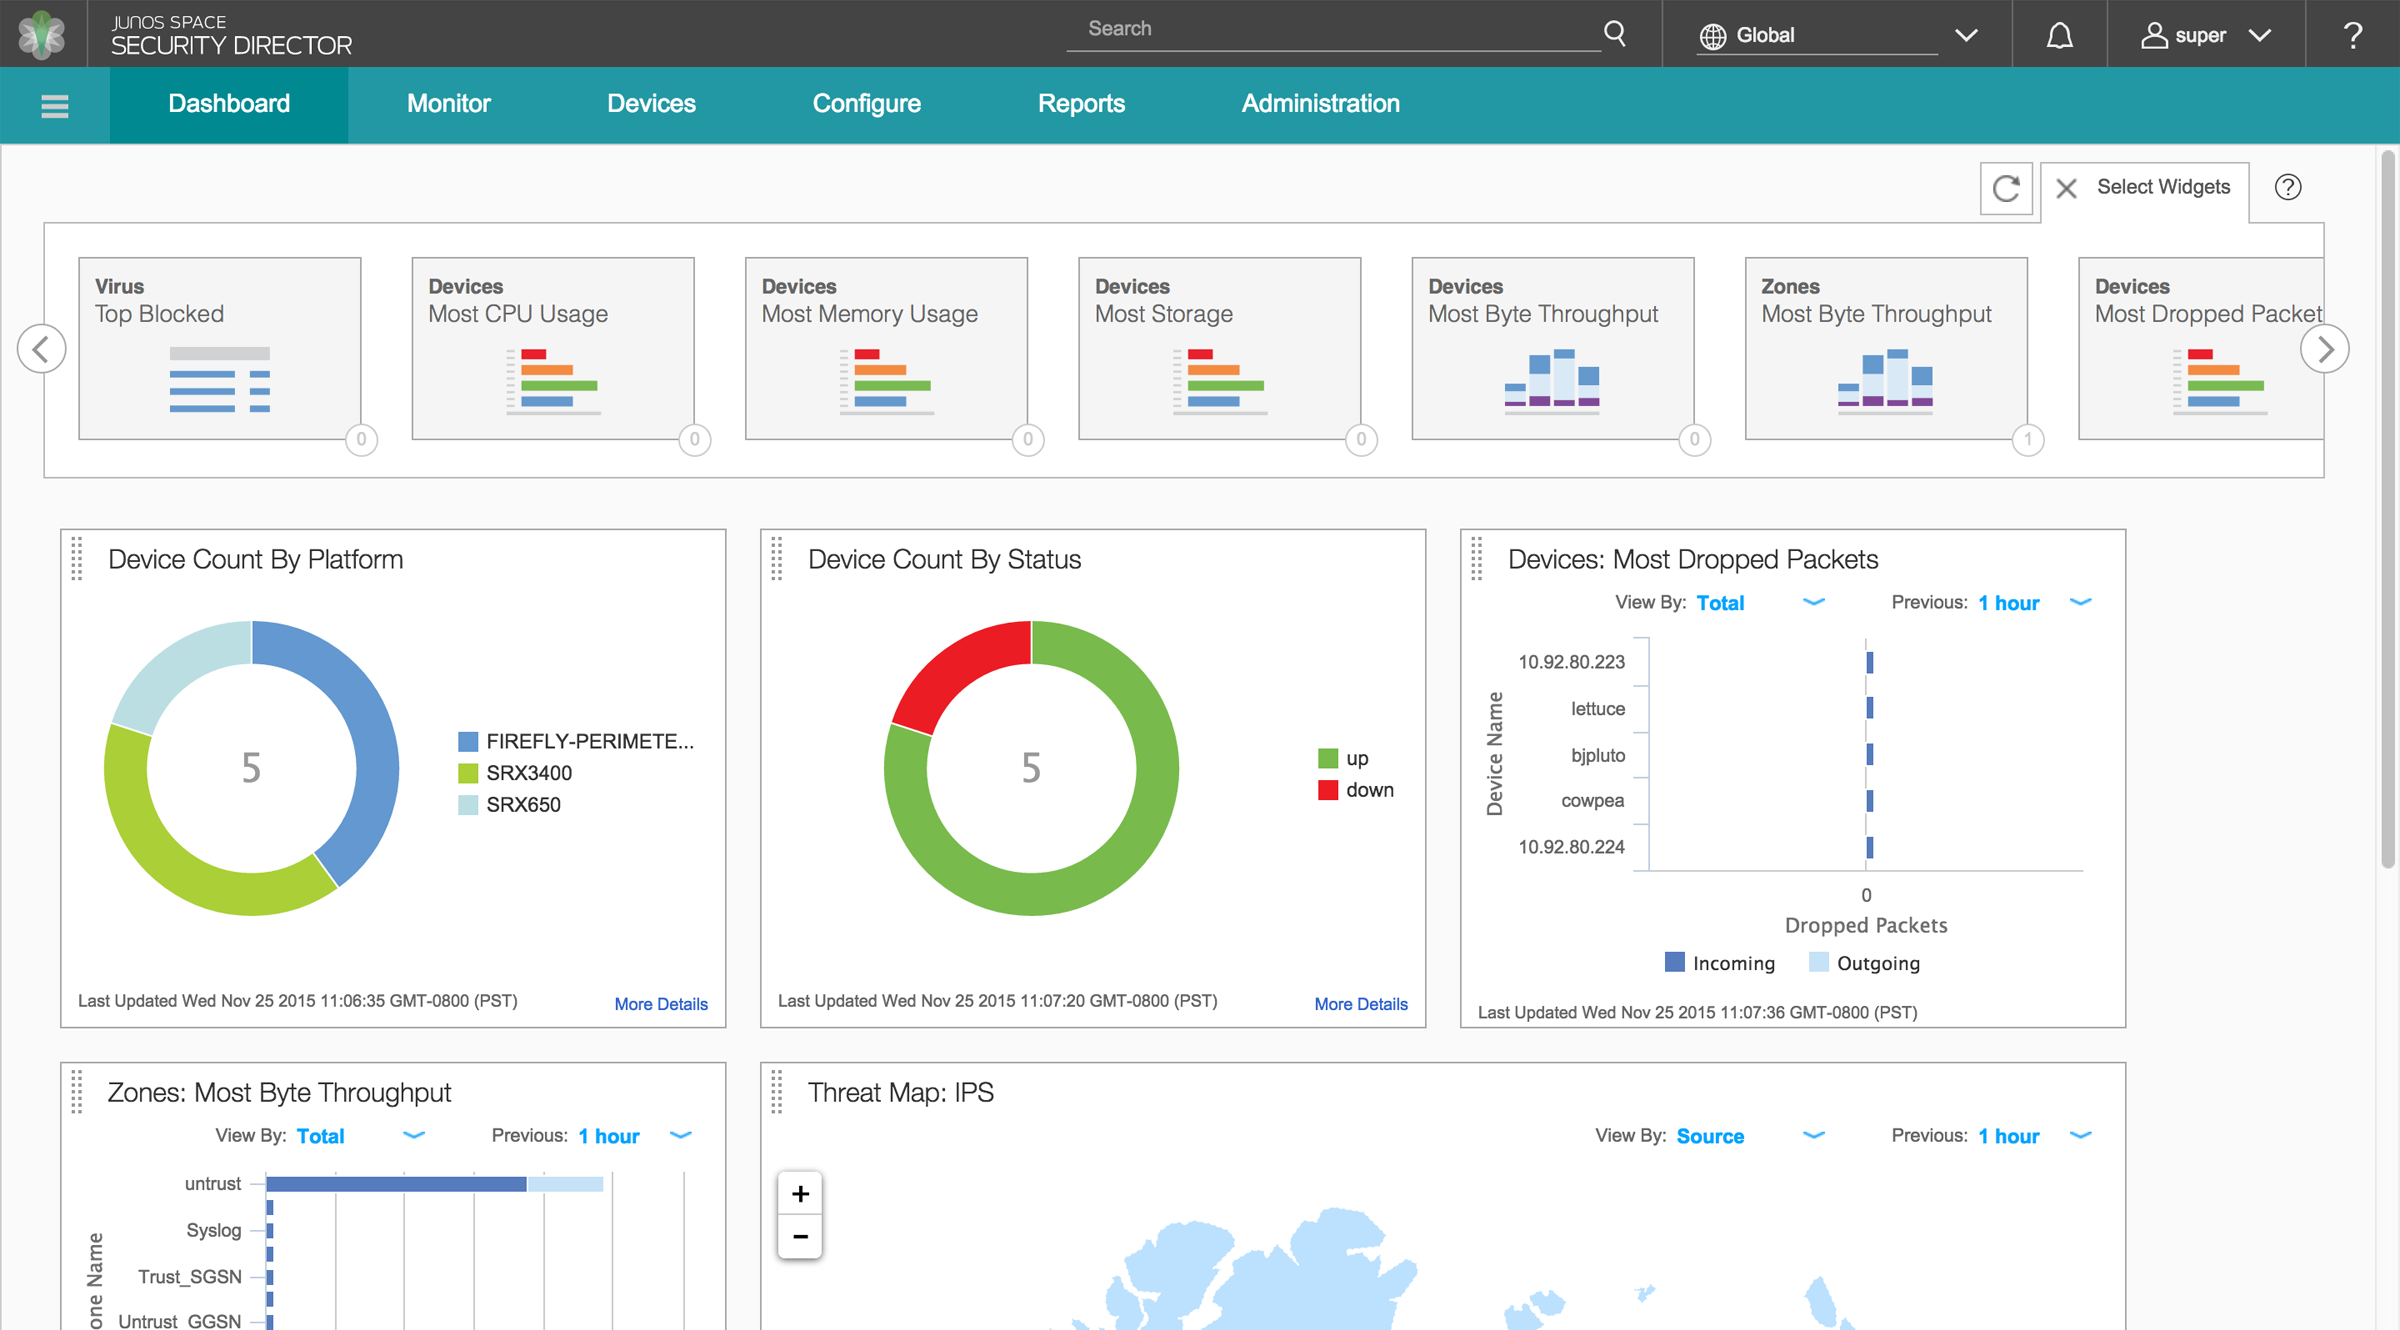 JUNOS SPACE
SECURITY DIRECTOR
Search
Global
super
?
Dashboard Monitor Devices Configure Reports Administration
Select Widgets
?
Virus
Top Blocked
0
Devices
Most CPU Usage
0
Devices
Most Memory Usage
0
Devices
Most Storage
0
Devices
Most Byte Throughput
0
Zones
Most Byte Throughput
1
Devices
Most Dropped Packet
Device Count By Platform
5
FIREFLY-PERIMETE...
SRX3400
SRX650
Last Updated Wed Nov 25 2015 11:06:35 GMT-0800 (PST)
More Details
Device Count By Status
5
up
down
Last Updated Wed Nov 25 2015 11:07:20 GMT-0800 (PST)
More Details
Devices: Most Dropped Packets
View By: Total Previous: 1 hour
Device Name
10.92.80.223
lettuce
bjpluto
cowpea
10.92.80.224
0
Dropped Packets
Incoming Outgoing
Last Updated Wed Nov 25 2015 11:07:36 GMT-0800 (PST)
Zones: Most Byte Throughput
View By: Total Previous: 1 hour
one Name
untrust
Syslog
Trust_SGSN
Untrust_GGSN
Threat Map: IPS
View By: Source Previous: 1 hour
+
−